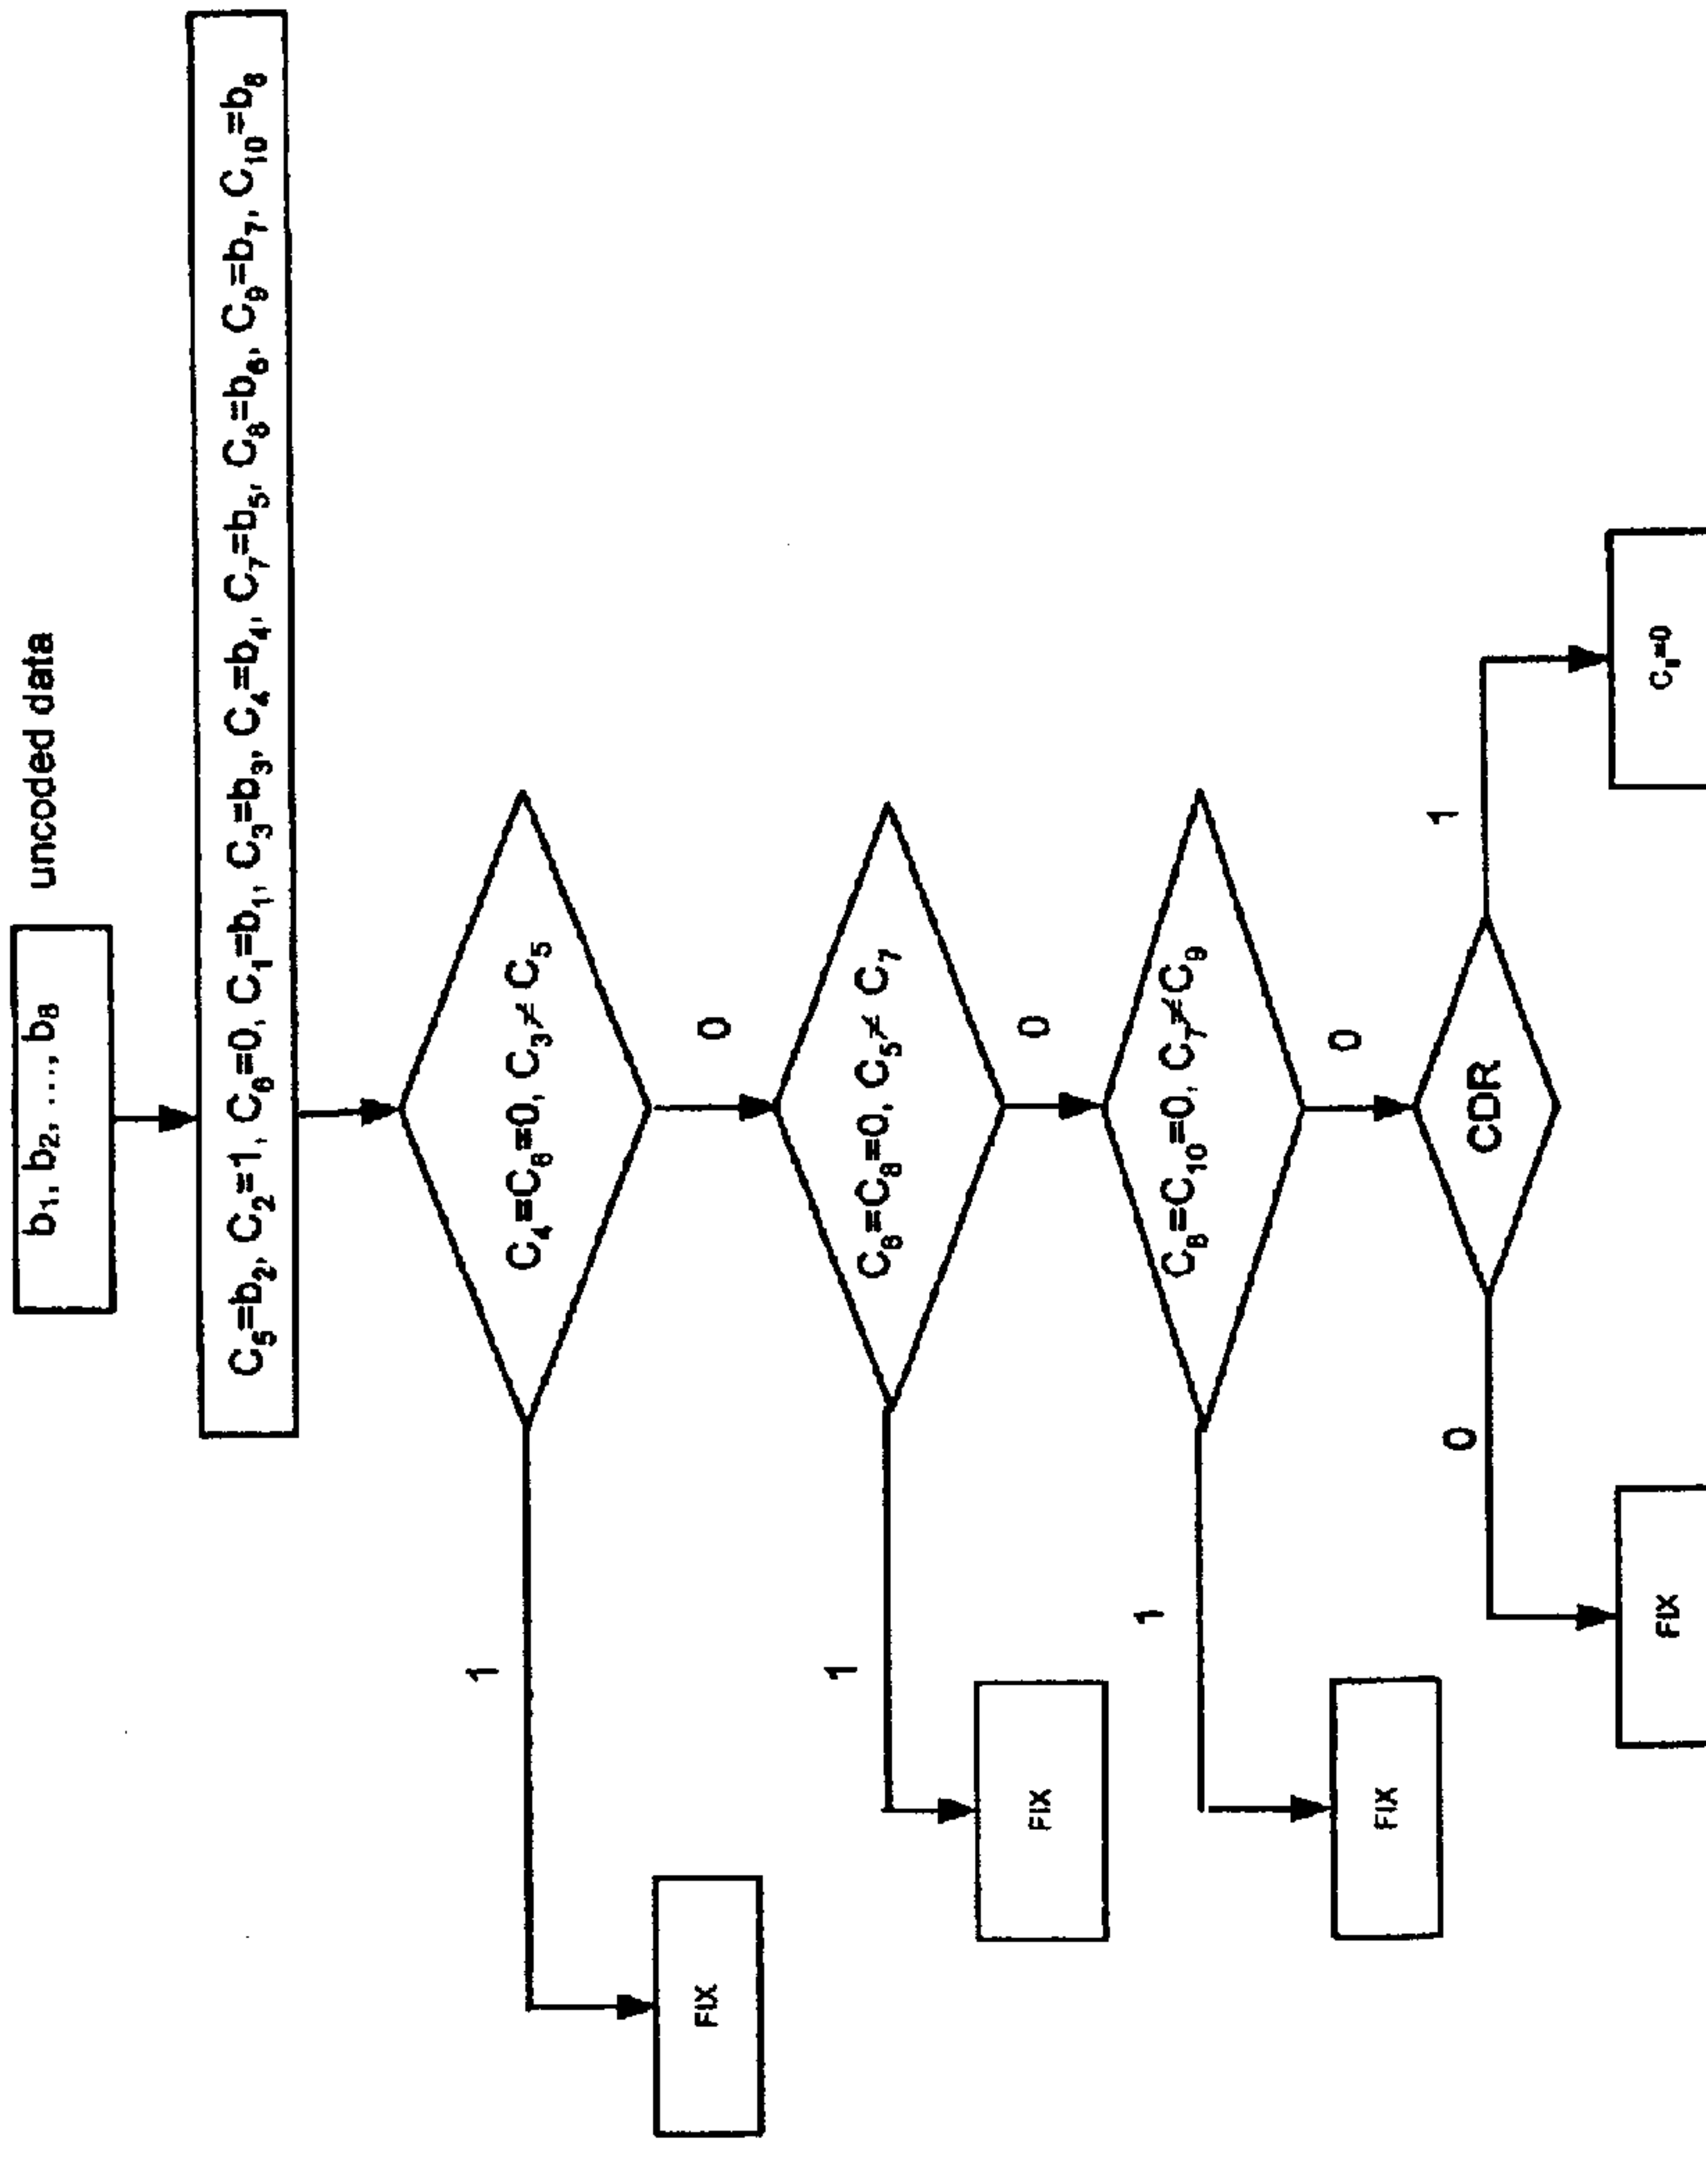 b₁, b₂, ..., b₈
uncoded data
C₅=b₂, C₂=1, C₆=0, C₁=b₁, C₃=b₃, C₄=b₄, C₇=b₅, C₈=b₆, C₉=b₇, C₁₀=b₈
C₄=C₆=0, C₃≠C₅
1
0
FIX
C₆=C₈=0, C₅≠C₇
1
0
FIX
C₈=C₁₀=0, C₇≠C₉
1
0
FIX
CDR
0
1
FIX